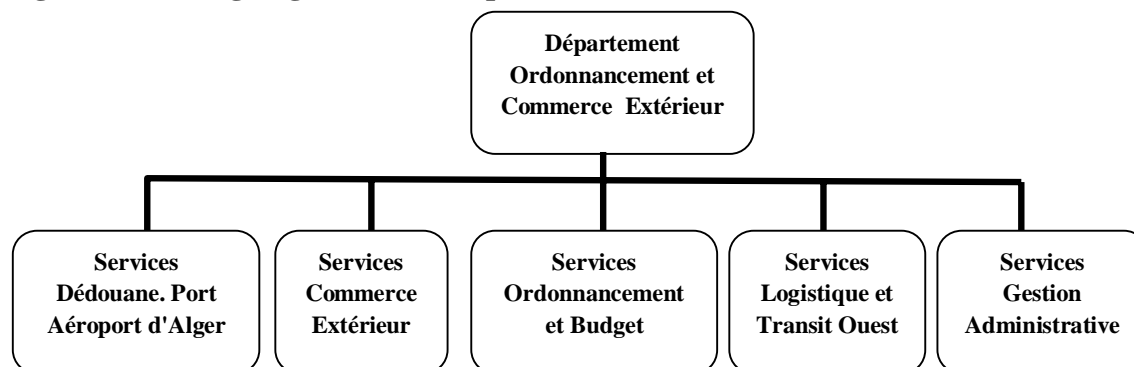 Département
Ordonnancement et
Commerce Extérieur
Services
Dédouane. Port
Aéroport d'Alger
Services
Commerce
Extérieur
Services
Ordonnancement
et Budget
Services
Logistique et
Transit Ouest
Services
Gestion
Administrative